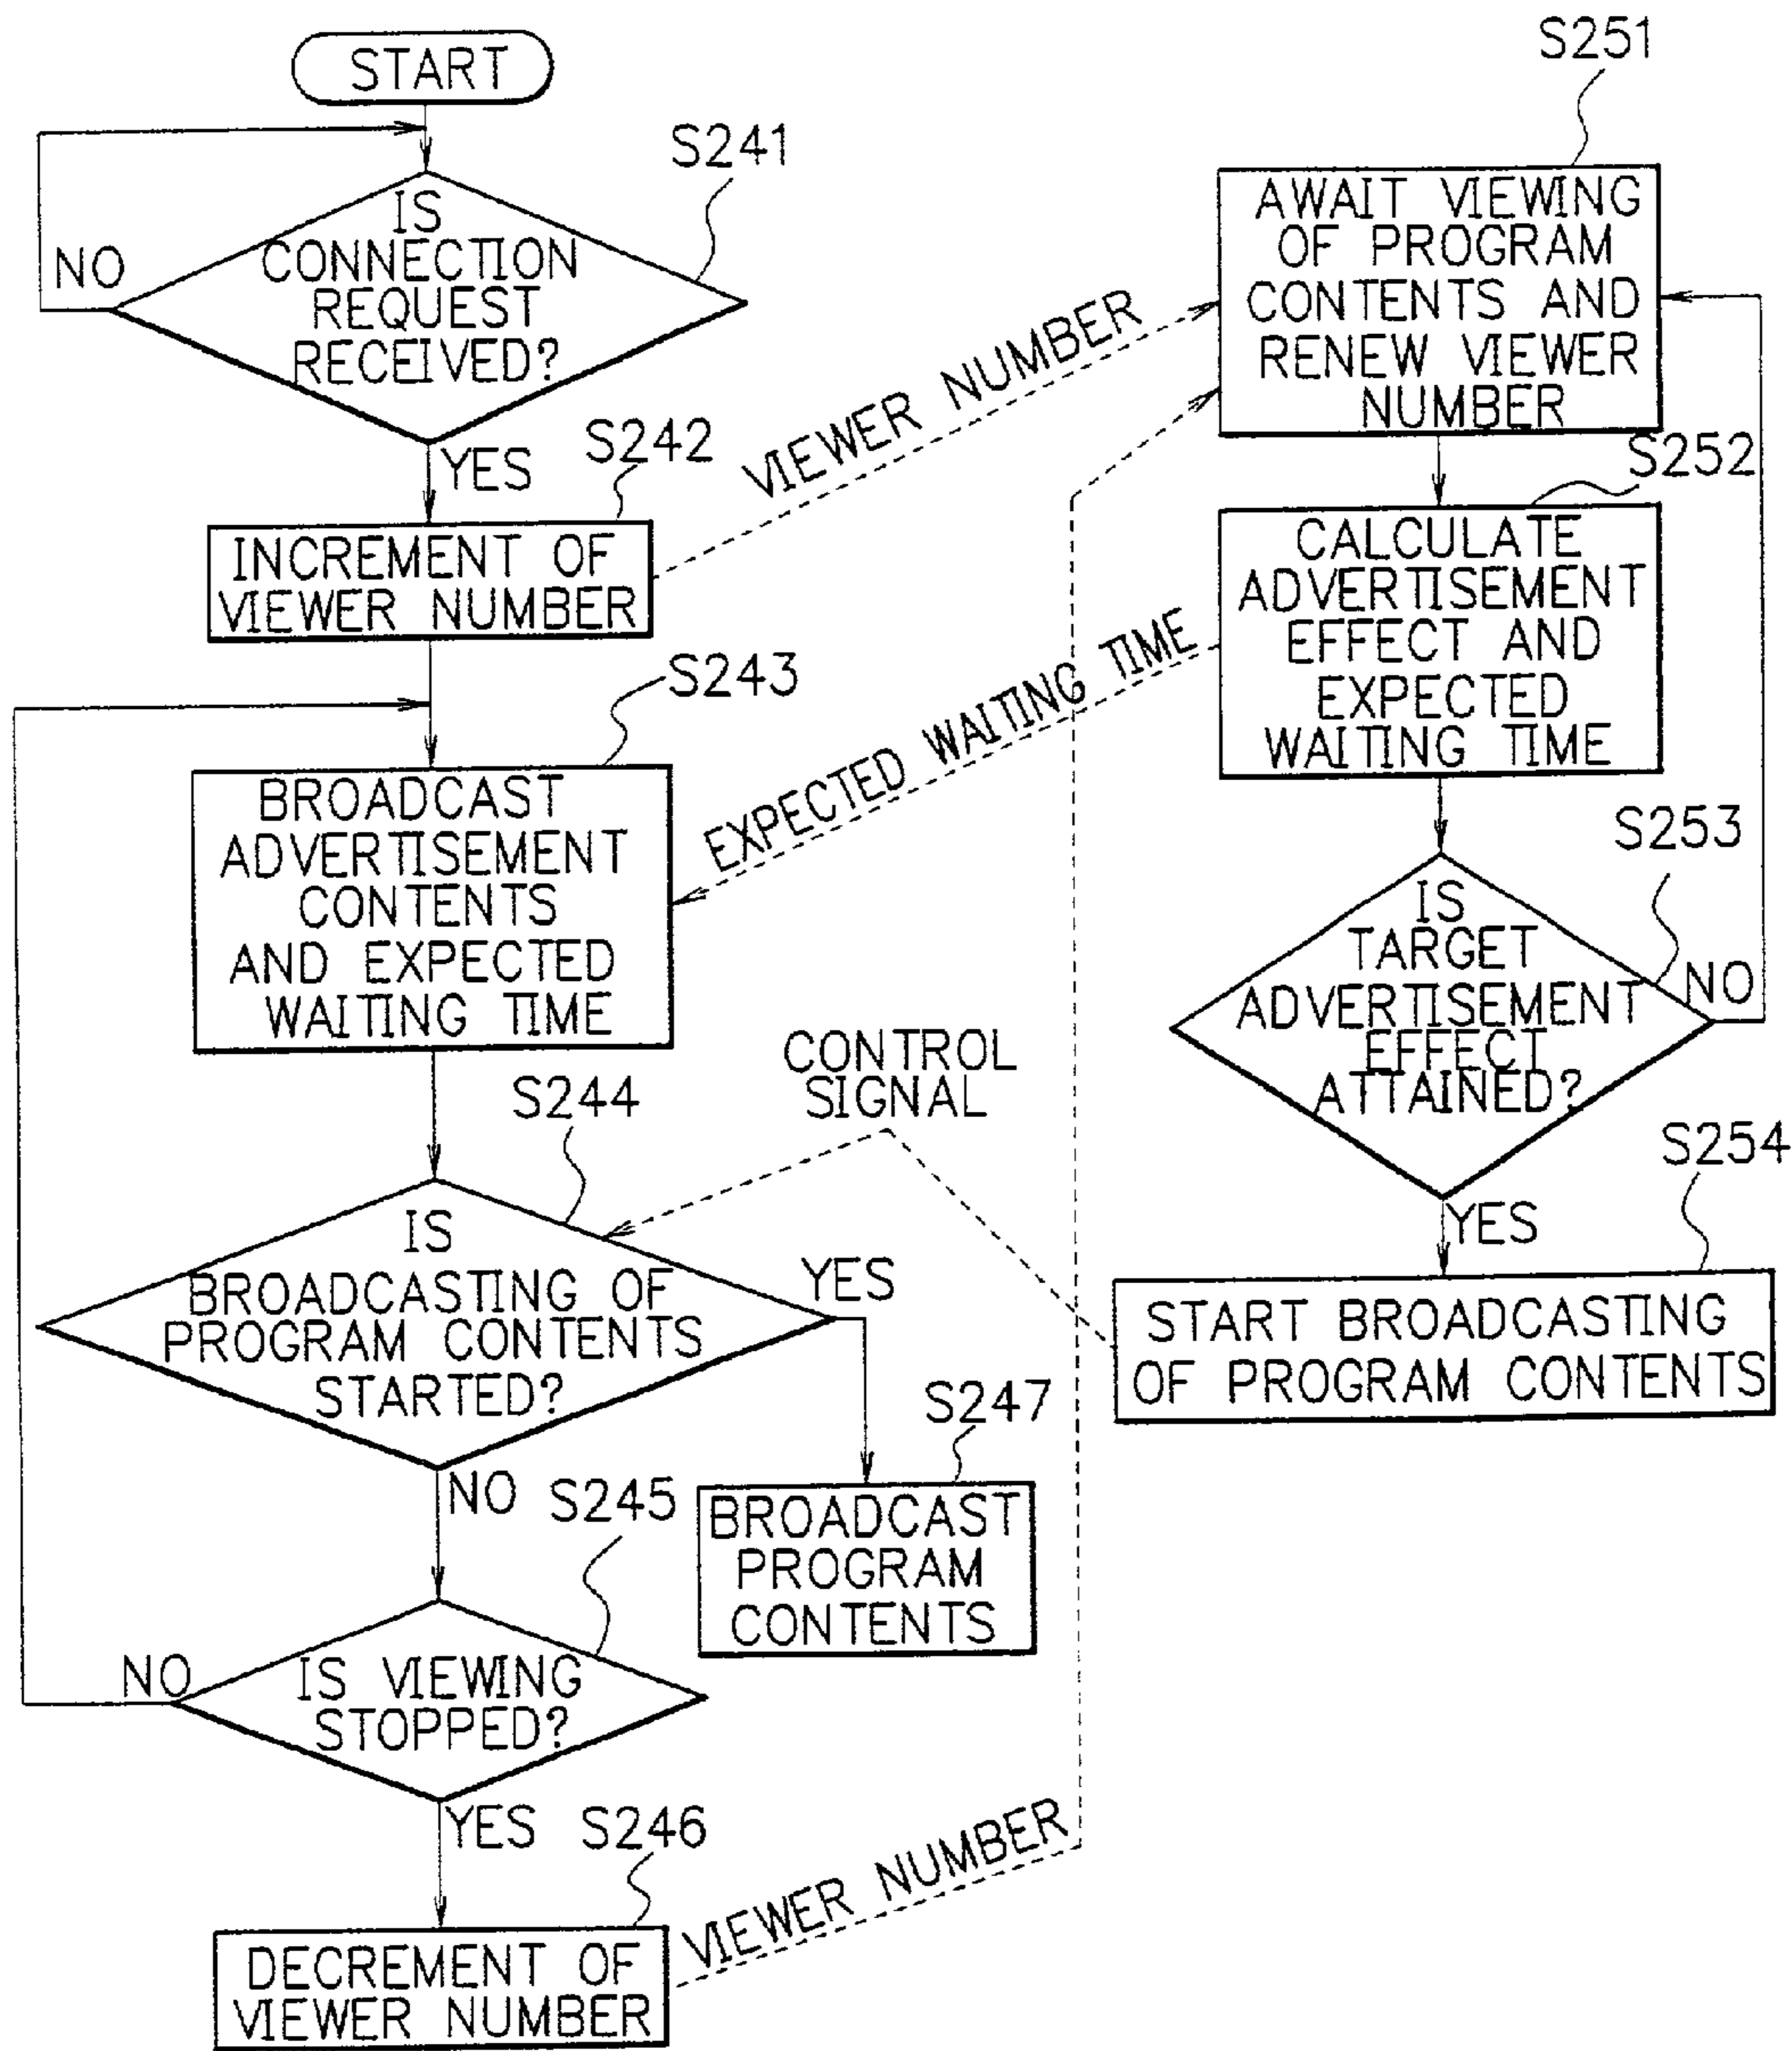 START
S241
IS
CONNECTION
REQUEST
RECEIVED?
NO
YES
S242
INCREMENT OF
VIEWER NUMBER
VIEWER NUMBER
S243
BROADCAST
ADVERTISEMENT
CONTENTS
AND EXPECTED
WAITING TIME
EXPECTED WAITING TIME
S244
IS
BROADCASTING OF
PROGRAM CONTENTS
STARTED?
YES
NO
CONTROL
SIGNAL
S247
BROADCAST
PROGRAM
CONTENTS
S245
IS VIEWING
STOPPED?
NO
YES
S246
DECREMENT OF
VIEWER NUMBER
VIEWER NUMBER
S251
AWAIT VIEWING
OF PROGRAM
CONTENTS AND
RENEW VIEWER
NUMBER
S252
CALCULATE
ADVERTISEMENT
EFFECT AND
EXPECTED
WAITING TIME
S253
IS
TARGET
ADVERTISEMENT
EFFECT
ATTAINED?
NO
YES
S254
START BROADCASTING
OF PROGRAM CONTENTS